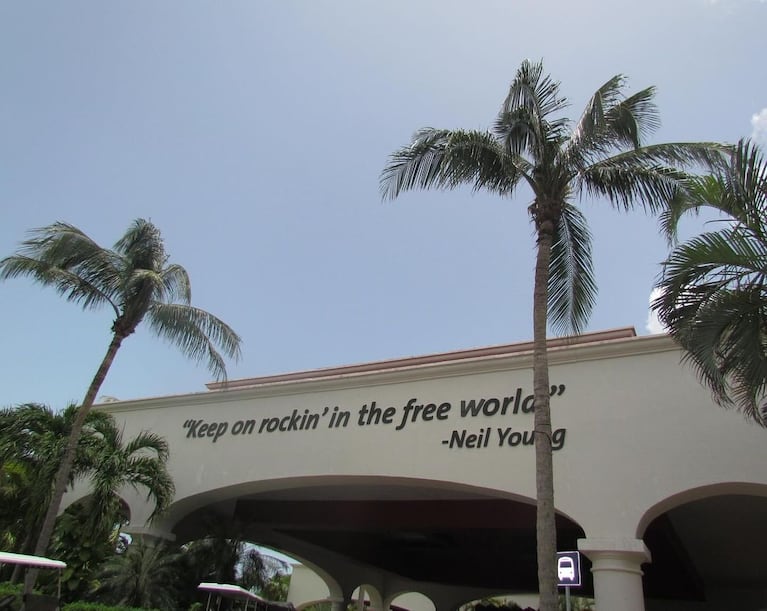 “Keep on rockin’ in the free world”
-Neil Young